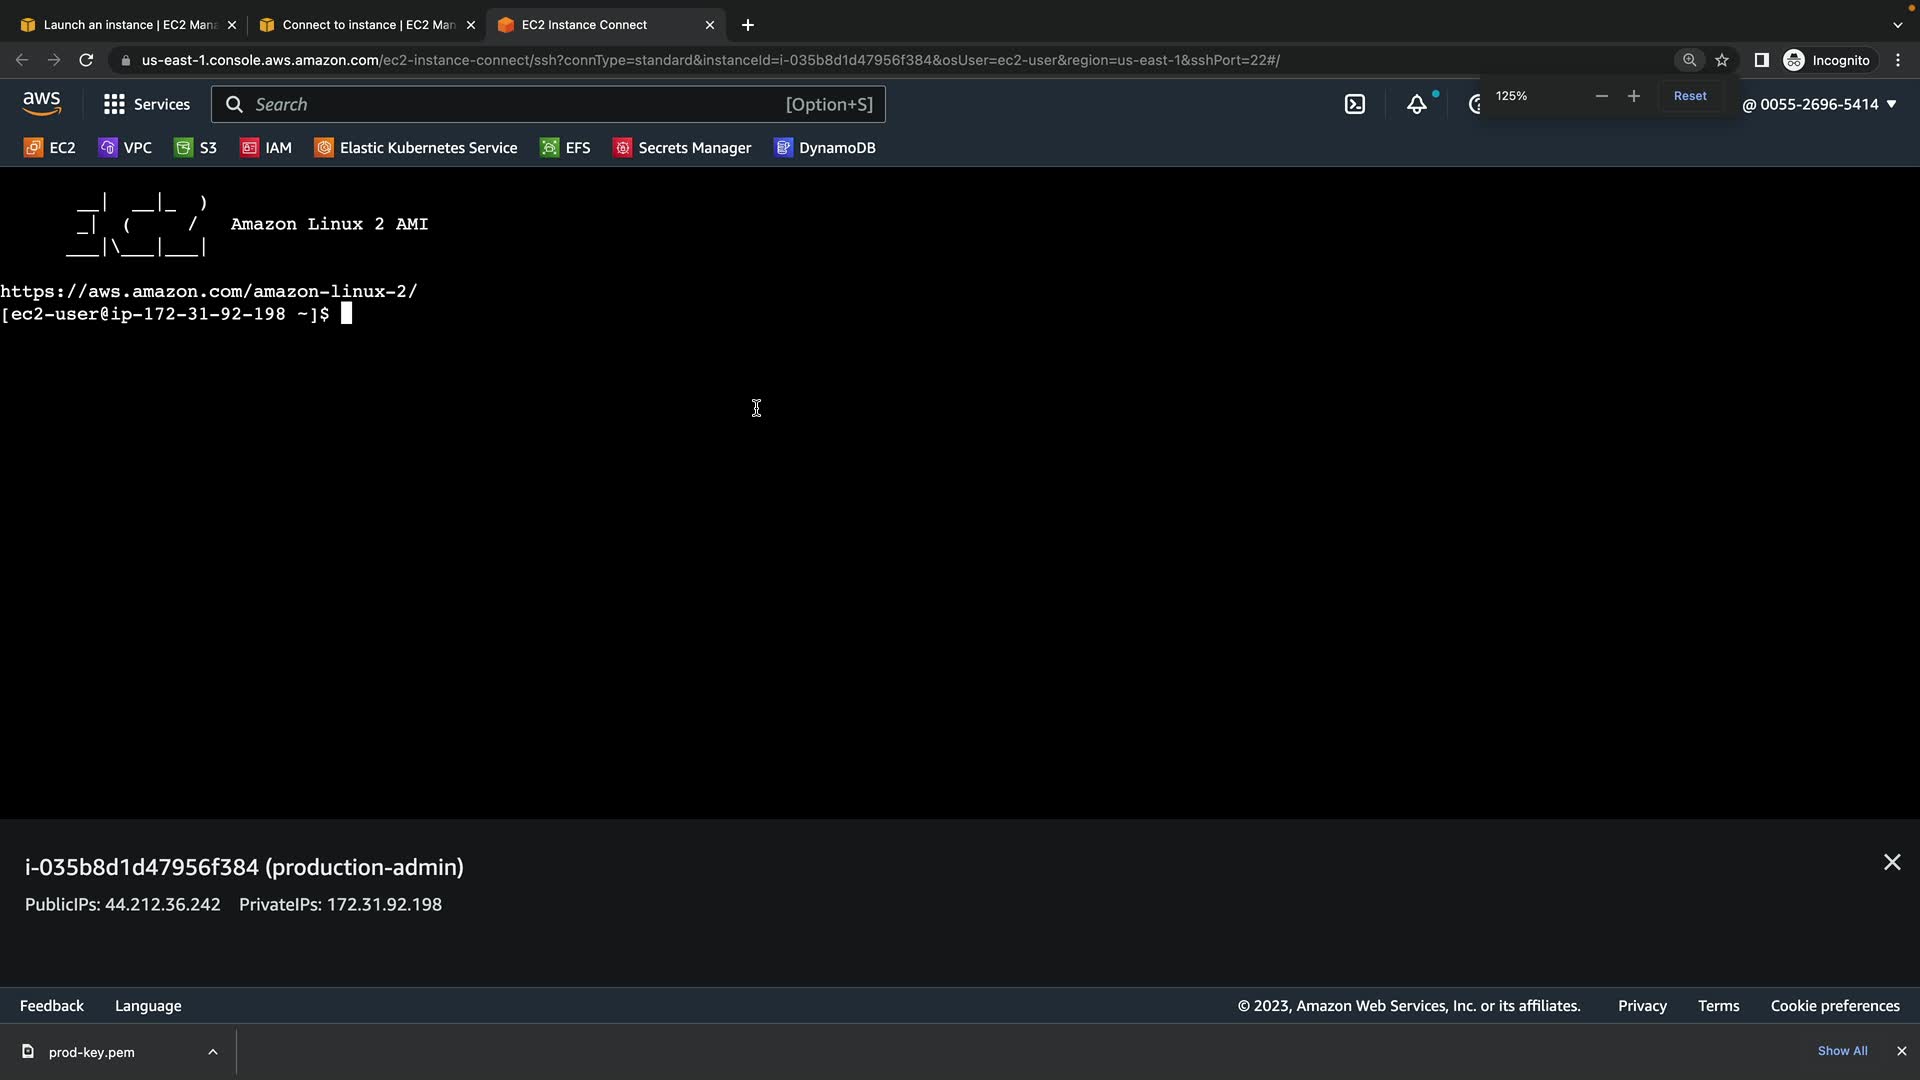 Launch an instance | EC2 Mana
Connect to instance | EC2 Man
EC2 Instance Connect
us-east-1.console.aws.amazon.com/ec2-instance-connect/ssh?connType=standard&instanceId=i-035b8d1d47956f384&osUser=ec2-user&region=us-east-1&sshPort=22#/
Incognito
aws
Services
Search
[Option+S]
125%
Reset
@ 0055-2696-5414
EC2
VPC
S3
IAM
Elastic Kubernetes Service
EFS
Secrets Manager
DynamoDB
__|  __|_  )
_|  (     /   Amazon Linux 2 AMI
___|\___|___|
https://aws.amazon.com/amazon-linux-2/
[ec2-user@ip-172-31-92-198 ~]$
i-035b8d1d47956f384 (production-admin)
PublicIPs: 44.212.36.242 PrivateIPs: 172.31.92.198
Feedback
Language
© 2023, Amazon Web Services, Inc. or its affiliates.
Privacy
Terms
Cookie preferences
prod-key.pem
Show All